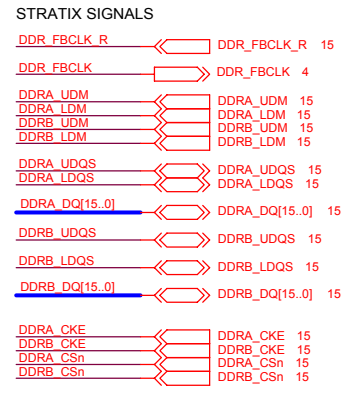 STRATIX SIGNALS
DDR_FBCLK_R DDR_FBCLK_R 15
DDR_FBCLK DDR_FBCLK 4
DDRA_UDM DDRA_UDM 15
DDRA_LDM DDRA_LDM 15
DDRB_UDM DDRB_UDM 15
DDRB_LDM DDRB_LDM 15
DDRA_UDQS DDRA_UDQS 15
DDRA_LDQS DDRA_LDQS 15
DDRA_DQ[15..0] DDRA_DQ[15..0] 15
DDRB_UDQS DDRB_UDQS 15
DDRB_LDQS DDRB_LDQS 15
DDRB_DQ[15..0] DDRB_DQ[15..0] 15
DDRA_CKE DDRA_CKE 15
DDRB_CKE DDRB_CKE 15
DDRA_CSn DDRA_CSn 15
DDRB_CSn DDRB_CSn 15